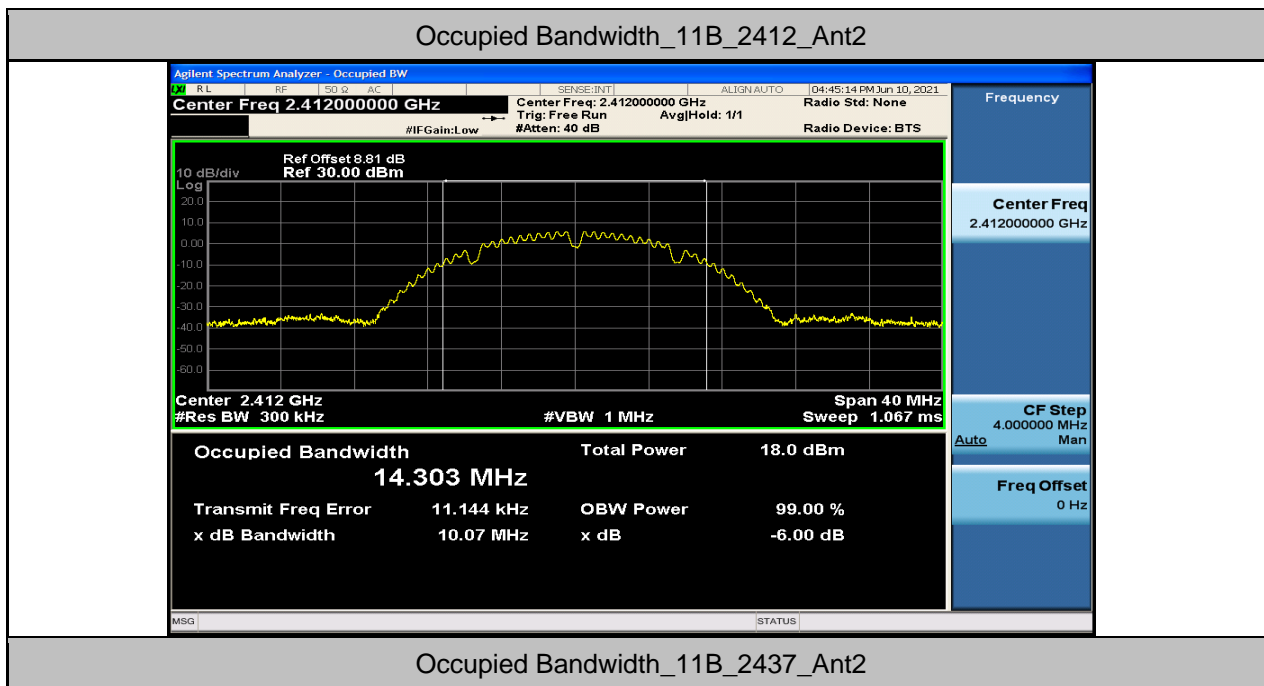 Occupied Bandwidth_11B_2412_Ant2
Agilent Spectrum Analyzer - Occupied BW
LXI RL RF 50 Ω AC SENSE:INT ALIGN AUTO 04:45:14 PM Jun 10, 2021
Center Freq 2.412000000 GHz Center Freq: 2.412000000 GHz Radio Std: None
Trig: Free Run Avg|Hold: 1/1
#IFGain:Low #Atten: 40 dB Radio Device: BTS
Frequency
Ref Offset 8.81 dB
10 dB/div Ref 30.00 dBm
Log
20.0
10.0
0.00
-10.0
-20.0
-30.0
-40.0
-50.0
-60.0
Center 2.412 GHz Span 40 MHz
#Res BW 300 kHz #VBW 1 MHz Sweep 1.067 ms
Center Freq
2.412000000 GHz
CF Step
4.000000 MHz
Auto Man
Freq Offset
0 Hz
Occupied Bandwidth Total Power 18.0 dBm
14.303 MHz
Transmit Freq Error 11.144 kHz OBW Power 99.00 %
x dB Bandwidth 10.07 MHz x dB -6.00 dB
MSG STATUS
Occupied Bandwidth_11B_2437_Ant2